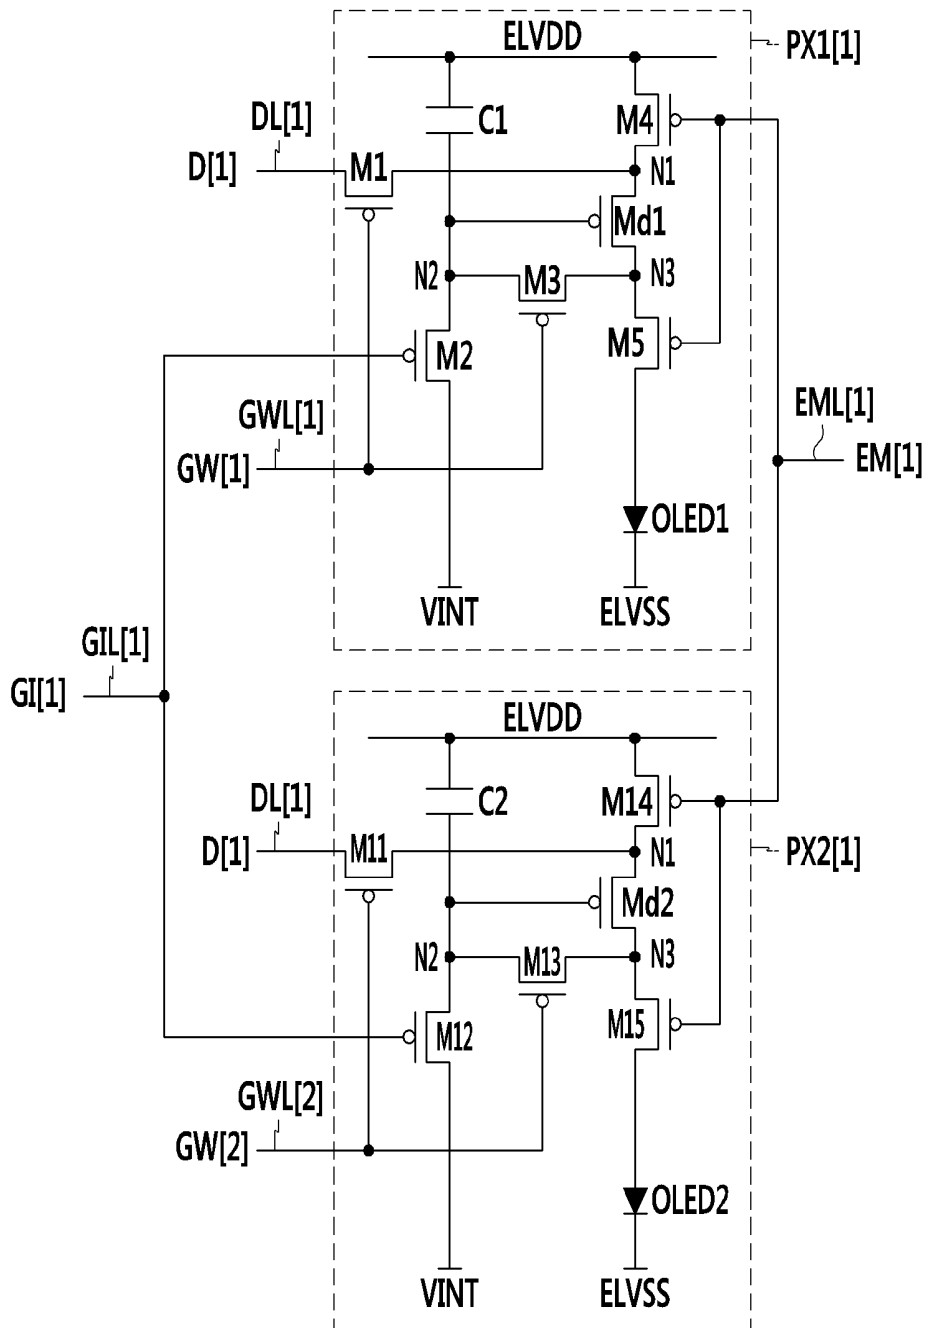 ELVDD
PX1[1]
DL[1]
C1
M4
D[1]
M1
N1
Md1
N2
M3
N3
M2
M5
GWL[1]
EML[1]
GW[1]
EM[1]
OLED1
VINT
ELVSS
GIL[1]
GI[1]
ELVDD
DL[1]
C2
M14
D[1]
M11
N1
PX2[1]
Md2
N2
M13
N3
M12
M15
GWL[2]
GW[2]
OLED2
VINT
ELVSS